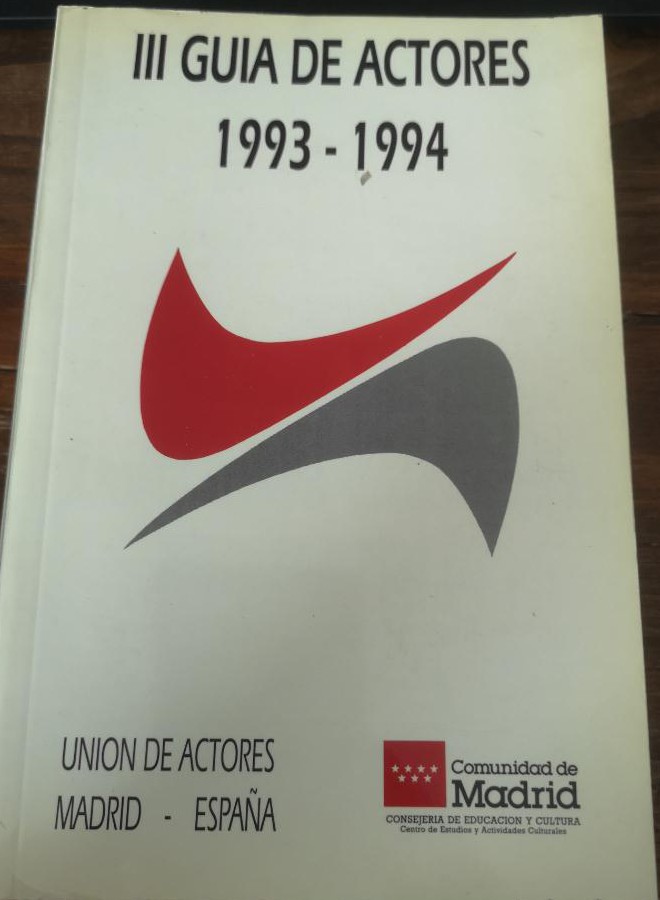 III GUIA DE ACTORES
1993 - 1994
UNION DE ACTORES
MADRID - ESPAÑA
Comunidad de
Madrid
CONSEJERIA DE EDUCACION Y CULTURA
Centro de Estudios y Actividades Culturales